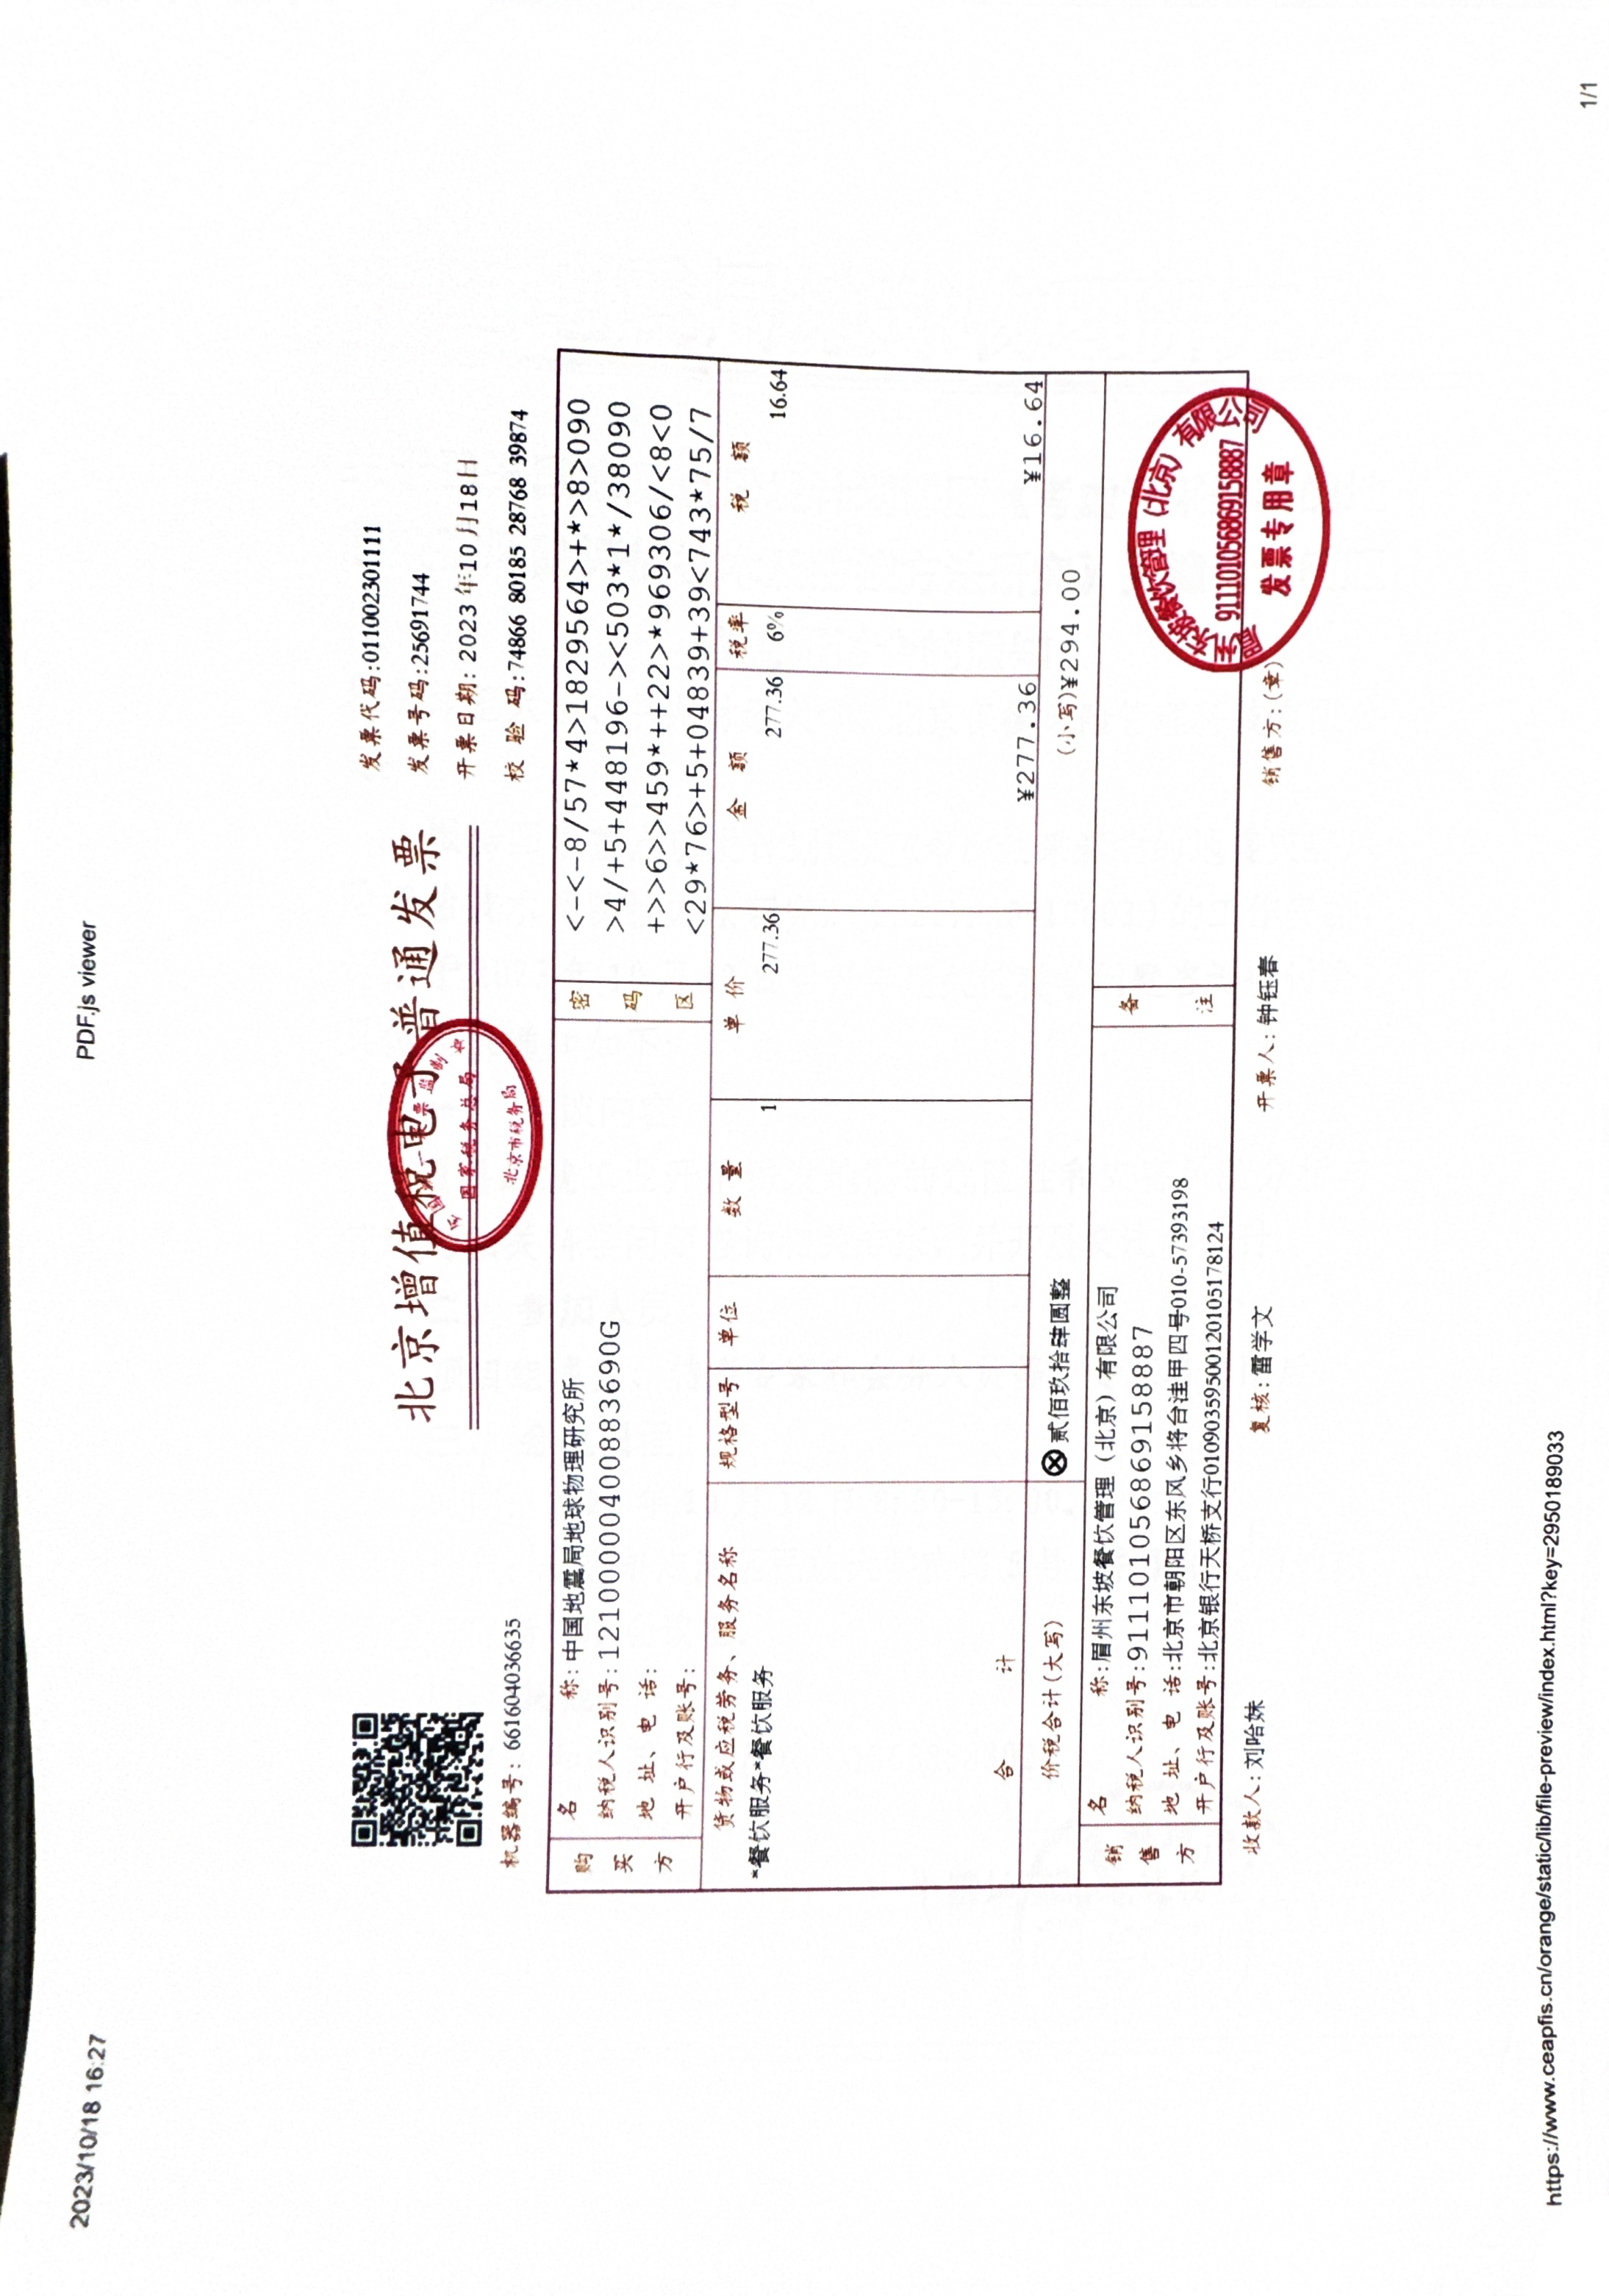 2023/10/18 16:27
PDF.js viewer
北京增值税电子普通发票
国家税务总局
北京市税务局
发票代码:011002301111
发票号码:25691744
开票日期: 2023 年10 月18日
校 验 码:74866 80185 28768 39874
机器编号: 661604036635
购买方
名 称: 中国地震局地球物理研究所
纳税人识别号: 12100000400883690G
地 址、电 话:
开户行及账号:
密码区
<-<-8/57*4>1829564>+*>8>090
>4/+5+448196-><503*1*/38090
+>>6>>459*++22>*969306/<8<0
<29*76>+5+04839+39<743*75/7
货物或应税劳务、服务名称 规格型号 单位 数 量 单 价 金 额 税率 税 额
*餐饮服务*餐饮服务 1 277.36 277.36 6% 16.64
合 计 ¥277.36 ¥16.64
价税合计(大写) ⊗贰佰玖拾肆圆整 (小写)¥294.00
销售方
名 称:眉州东坡餐饮管理（北京）有限公司
纳税人识别号:911101056869158887
地 址、电 话:北京市朝阳区东风乡将台洼甲四号010-57393198
开户行及账号:北京银行天桥支行01090359500120105178124
备注
收款人: 刘哈妹 复核: 雷学文 开票人: 钟钰春 销售方:(章)
眉州东坡餐饮管理（北京）有限公司
911101056869158887
发票专用章
https://www.ceapfis.cn/orange/static/lib/file-preview/index.html?key=2950189033
1/1